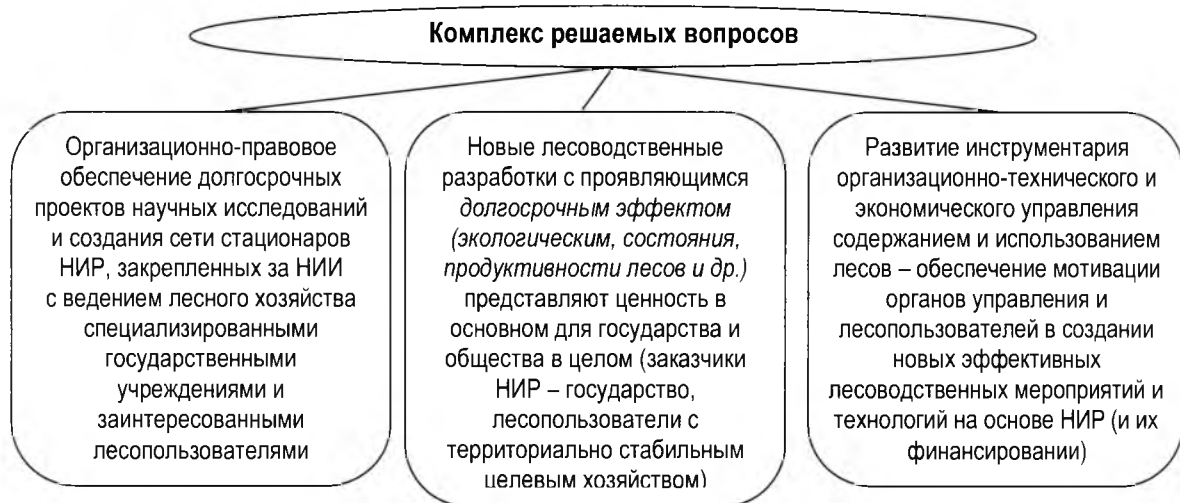 Комплекс решаемых вопросов
Организационно-правовое
обеспечение долгосрочных
проектов научных исследований
и создания сети стационаров
НИР, закрепленных за НИИ
с ведением лесного хозяйства
специализированными
государственными
учреждениями и
заинтересованными
лесопользователями
Новые лесоводственные
разработки с проявляющимся
долгосрочным эффектом
(экологическим, состояния,
продуктивности лесов и др.)
представляют ценность в
основном для государства и
общества в целом (заказчики
НИР – государство,
лесопользователи с
территориально стабильным
целевым хозяйством)
Развитие инструментария
организационно-технического и
экономического управления
содержанием и использованием
лесов – обеспечение мотивации
органов управления и
лесопользователей в создании
новых эффективных
лесоводственных мероприятий и
технологий на основе НИР (и их
финансировании)